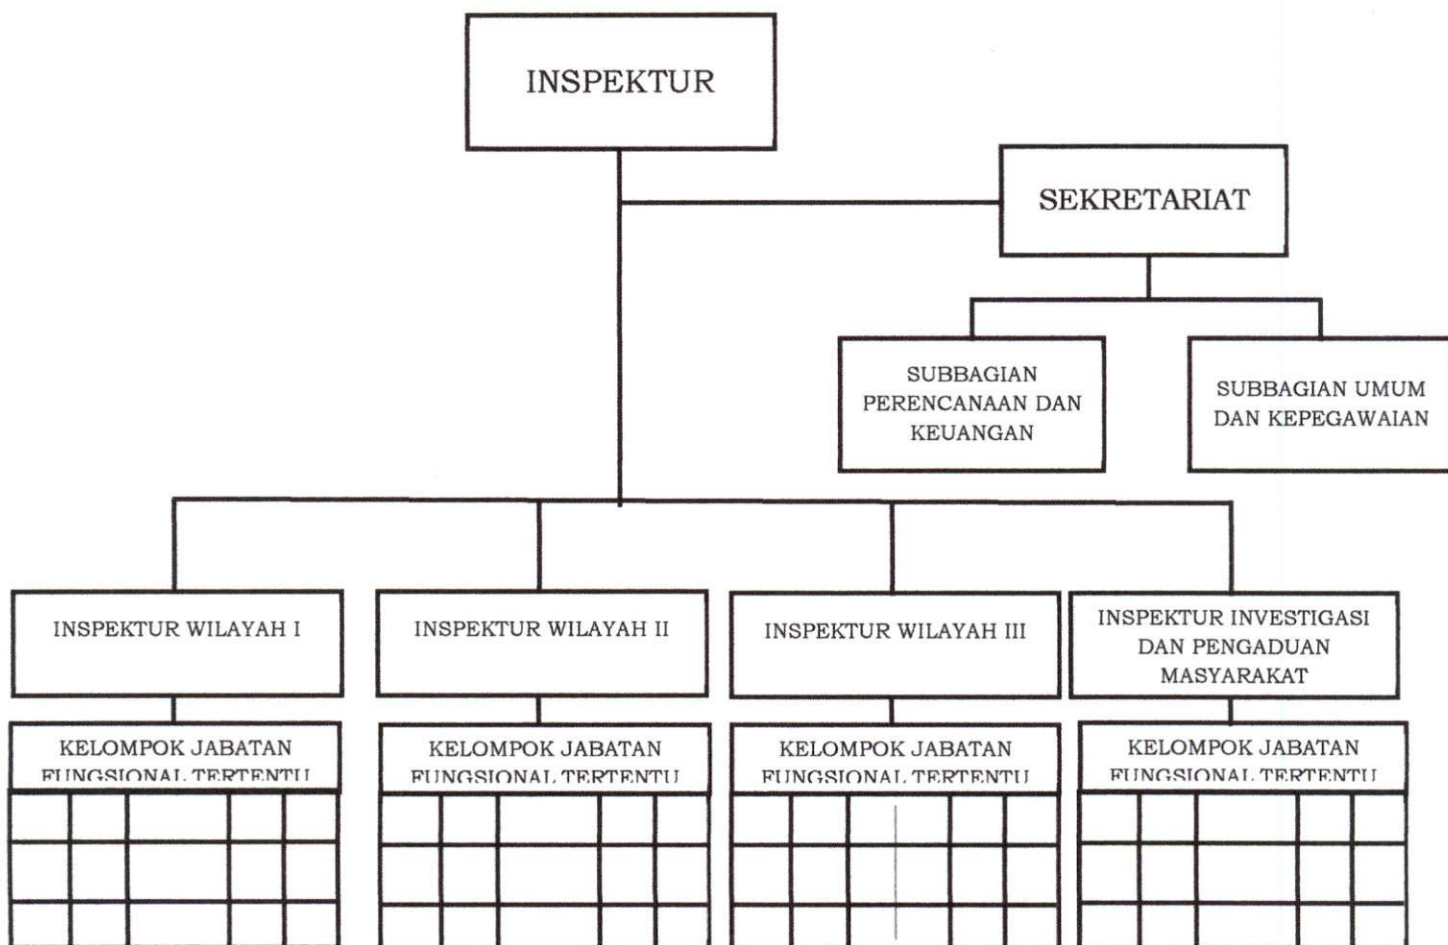 INSPEKTUR
SEKRETARIAT
SUBBAGIAN
PERENCANAAN DAN
KEUANGAN
SUBBAGIAN UMUM
DAN KEPEGAWAIAN
INSPEKTUR WILAYAH I
INSPEKTUR WILAYAH II
INSPEKTUR WILAYAH III
INSPEKTUR INVESTIGASI
DAN PENGADUAN
MASYARAKAT
KELOMPOK JABATAN
FUNGSIONAL TERTENTU
KELOMPOK JABATAN
FUNGSIONAL TERTENTU
KELOMPOK JABATAN
FUNGSIONAL TERTENTU
KELOMPOK JABATAN
FUNGSIONAL TERTENTU